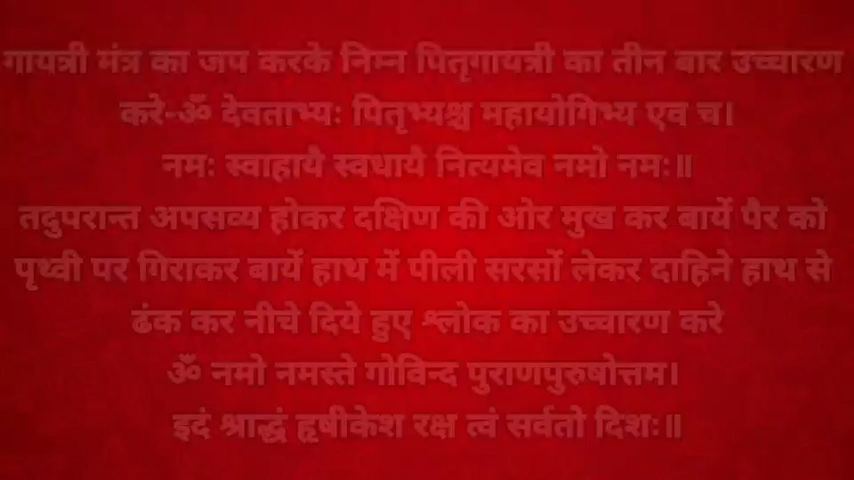 गायत्री मंत्र का जप करके निम्न पितृगायत्री का तीन बार उच्चारण
करे-ॐ देवताभ्यः पितृभ्यश्च महायोगिभ्य एव च।
नमः स्वाहायै स्वधायै नित्यमेव नमो नमः॥
तदुपरान्त अपसव्य होकर दक्षिण की ओर मुख कर बायें पैर को
पृथ्वी पर गिराकर बायें हाथ में पीली सरसों लेकर दाहिने हाथ से
ढंक कर नीचे दिये हुए श्लोक का उच्चारण करे
ॐ नमो नमस्ते गोविन्द पुराणपुरुषोत्तम।
इदं श्राद्धं हृषीकेश रक्ष त्वं सर्वतो दिशः॥